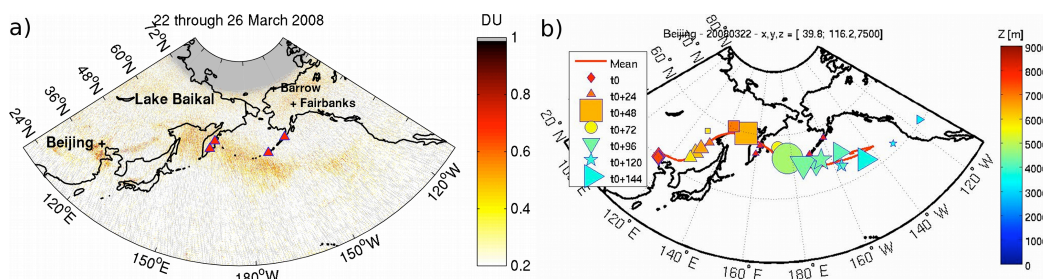 a)
22 through 26 March 2008
DU
72°N
60°N
48°N
36°N
24°N
Lake Baikal
+ Barrow
+ Fairbanks
Beijing +
120°E
150°E
180°W
150°W
120°W
1
0.8
0.6
0.4
0.2
b)
Beijing - 20080322 - x,y,z = [ 39.8; 116.2,7500]
Z [m]
80°N
60°N
20°N
Mean
t0
t0+24
t0+48
t0+72
t0+96
t0+120
t0+144
120°E
140°E
160°E
180°W
160°W
140°W
120°W
9000
8000
7000
6000
5000
4000
3000
2000
1000
0